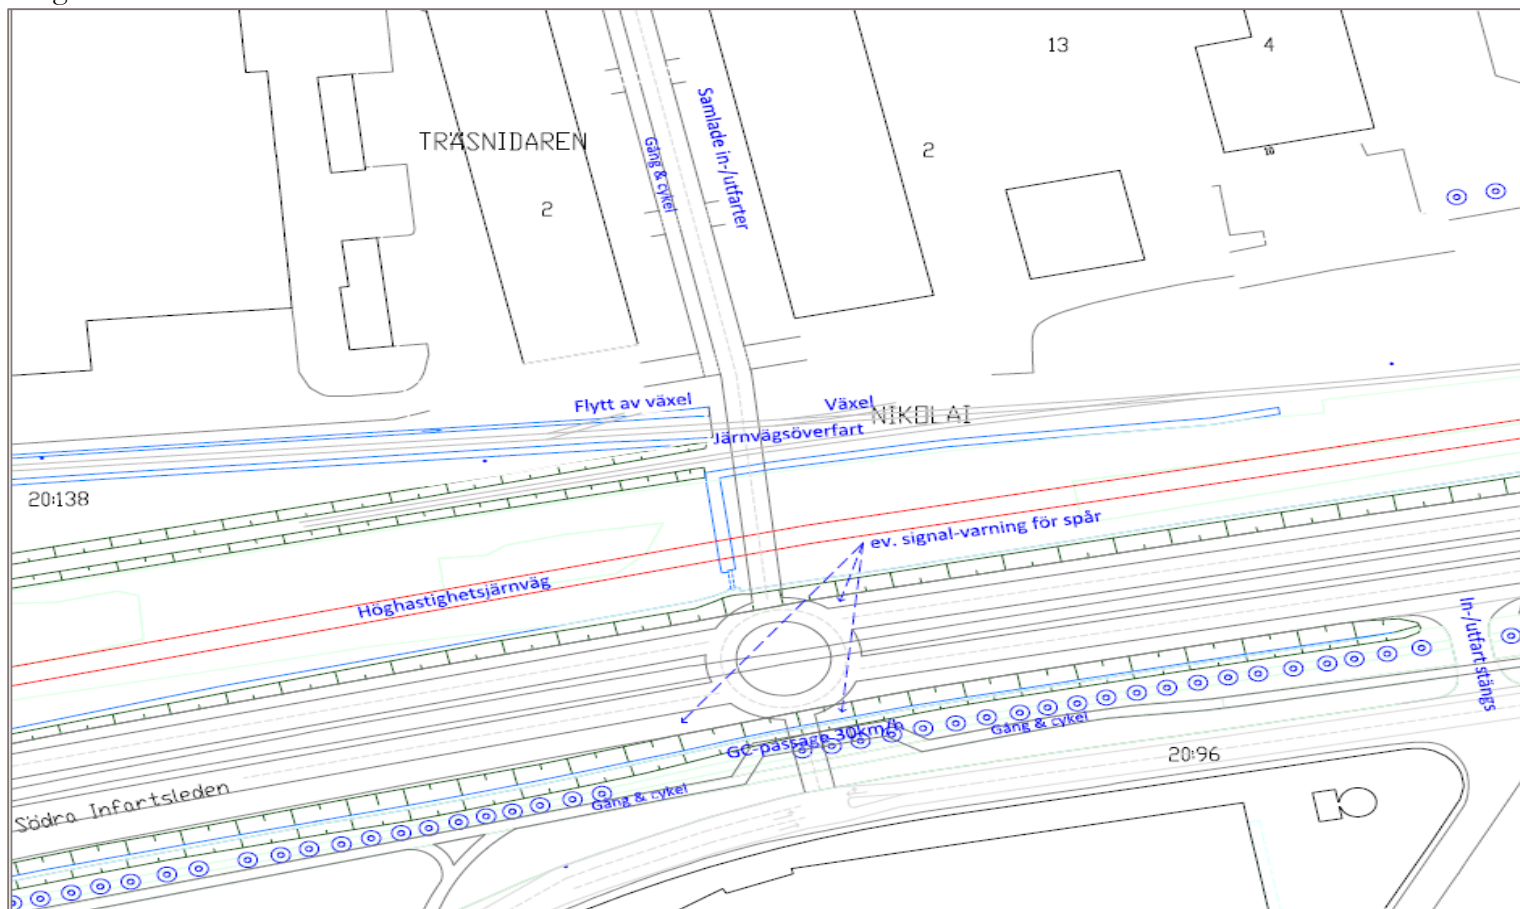 13
4
TRÄSNIDAREN
2
Gång & cykel
Samlade in-/utfarter
2
Flytt av växel
Växel
NIKOLAI
Järnvägsöverfart
20:138
ev. signal-varning för spår
Höghastighetsjärnväg
In-/utfart stängs
GC-passage 30km/h
Gång & cykel
20:96
Södra Infartsleden
Gång & cykel